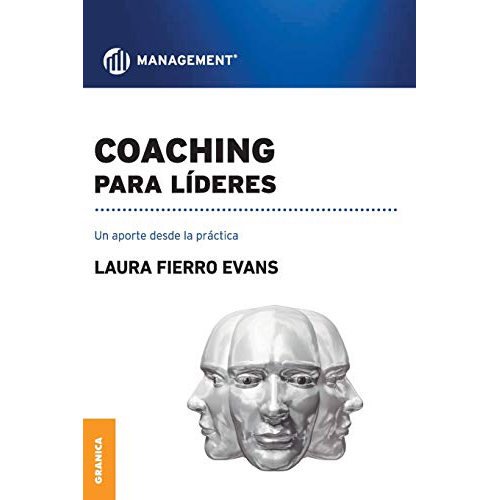 MANAGEMENT®
COACHING
PARA LÍDERES
Un aporte desde la práctica
LAURA FIERRO EVANS
GRANICA